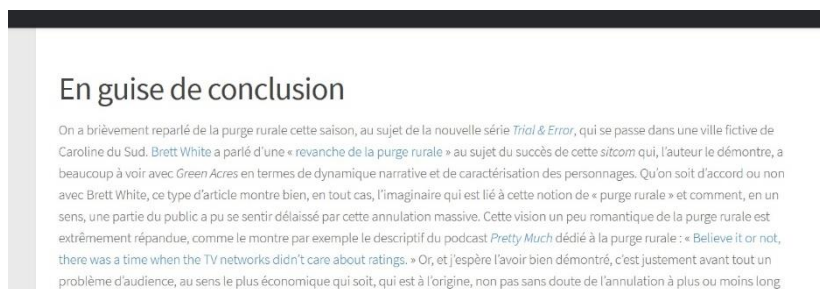 En guise de conclusion
On a brièvement reparlé de la purge rurale cette saison, au sujet de la nouvelle série Trial & Error, qui se passe dans une ville fictive de
Caroline du Sud. Brett White a parlé d'une « revanche de la purge rurale » au sujet du succès de cette sitcom qui, l'auteur le démontre, a
beaucoup à voir avec Green Acres en termes de dynamique narrative et de caractérisation des personnages. Qu'on soit d'accord ou non
avec Brett White, ce type d'article montre bien, en tout cas, l'imaginaire qui est lié à cette notion de « purge rurale » et comment, en un
sens, une partie du public a pu se sentir délaissé par cette annulation massive. Cette vision un peu romantique de la purge rurale est
extrêmement répandue, comme le montre par exemple le descriptif du podcast Pretty Much dédié à la purge rurale : « Believe it or not,
there was a time when the TV networks didn't care about ratings. » Or, et j'espère l'avoir bien démontré, c'est justement avant tout un
problème d'audience, au sens le plus économique qui soit, qui est à l'origine, non pas sans doute de l'annulation à plus ou moins long